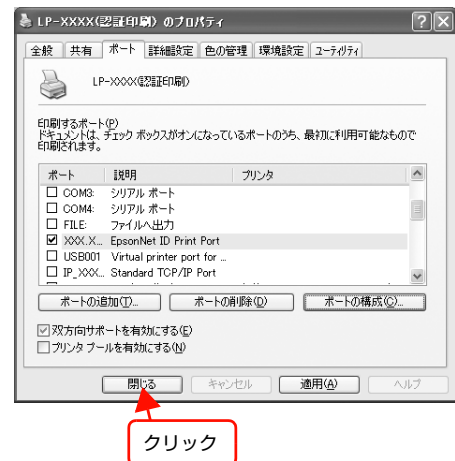 LP-XXXX(認証印刷) のプロパティ
全般 共有 ポート 詳細設定 色の管理 環境設定 ユーティリティ
LP-XXXX(認証印刷)
印刷するポート(P)
ドキュメントは、チェック ボックスがオンになっているポートのうち、最初に利用可能なもので
印刷されます。
ポート 説明 プリンタ
COM3: シリアル ポート
COM4: シリアル ポート
FILE: ファイルへ出力
XXX.X... EpsonNet ID Print Port
USB001 Virtual printer port for ...
IP_XXX... Standard TCP/IP Port
ポートの追加(T)... ポートの削除(D) ポートの構成(C)...
双方向サポートを有効にする(E)
プリンタ プールを有効にする(N)
閉じる キャンセル 適用(A) ヘルプ
クリック